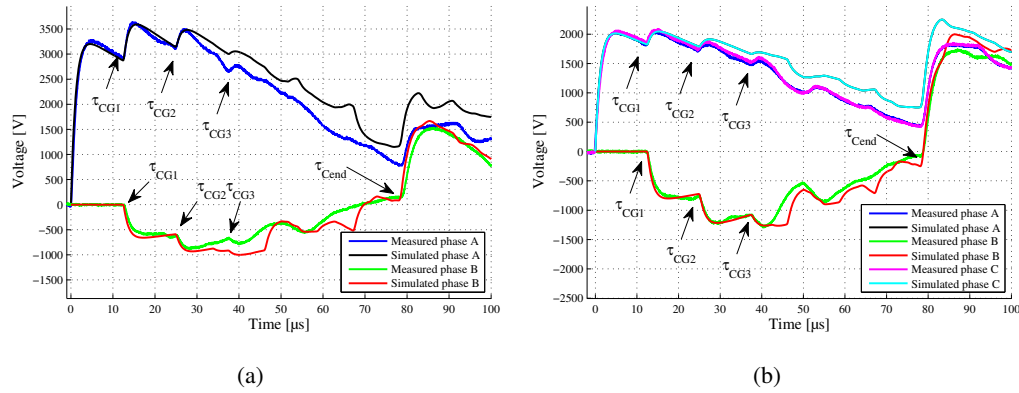 3500
3000
2500
2000
1500
1000
500
0
−500
−1000
−1500
Voltage [V]
τCG1
τCG2
τCG3
τCG1
τCG2 τCG3
τCend
Measured phase A
Simulated phase A
Measured phase B
Simulated phase B
0 10 20 30 40 50 60 70 80 90 100
Time [µs]
(a)
2000
1500
1000
500
0
−500
−1000
−1500
−2000
−2500
Voltage [V]
τCG1
τCG2
τCG3
τCend
τCG1
τCG2
τCG3
Measured phase A
Simulated phase A
Measured phase B
Simulated phase B
Measured phase C
Simulated phase C
0 10 20 30 40 50 60 70 80 90 100
Time [µs]
(b)